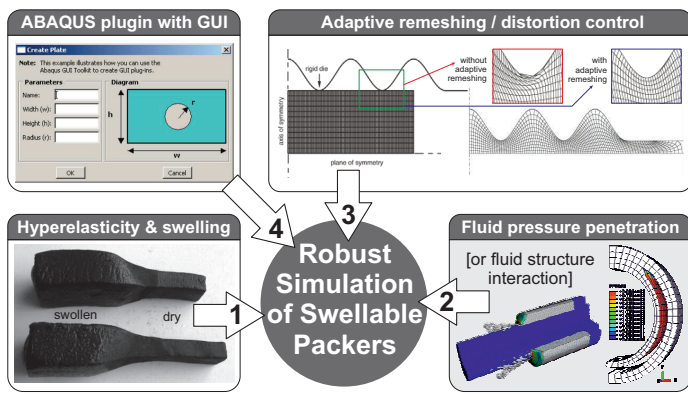 ABAQUS plugin with GUI
Create Plate
Note: This example illustrates how you can use the
Abaqus GUI Toolkit to create GUI plug-ins.
Parameters
Name:
Width (w):
Height (h):
Radius (r):
Diagram
h
r
w
OK
Cancel
Adaptive remeshing / distortion control
rigid die
axis of symmetry
plane of symmetry
without
adaptive
remeshing
with
adaptive
remeshing
4
3
Hyperelasticity & swelling
swollen
dry
1
Robust
Simulation
of Swellable
Packers
2
Fluid pressure penetration
[or fluid structure
interaction]